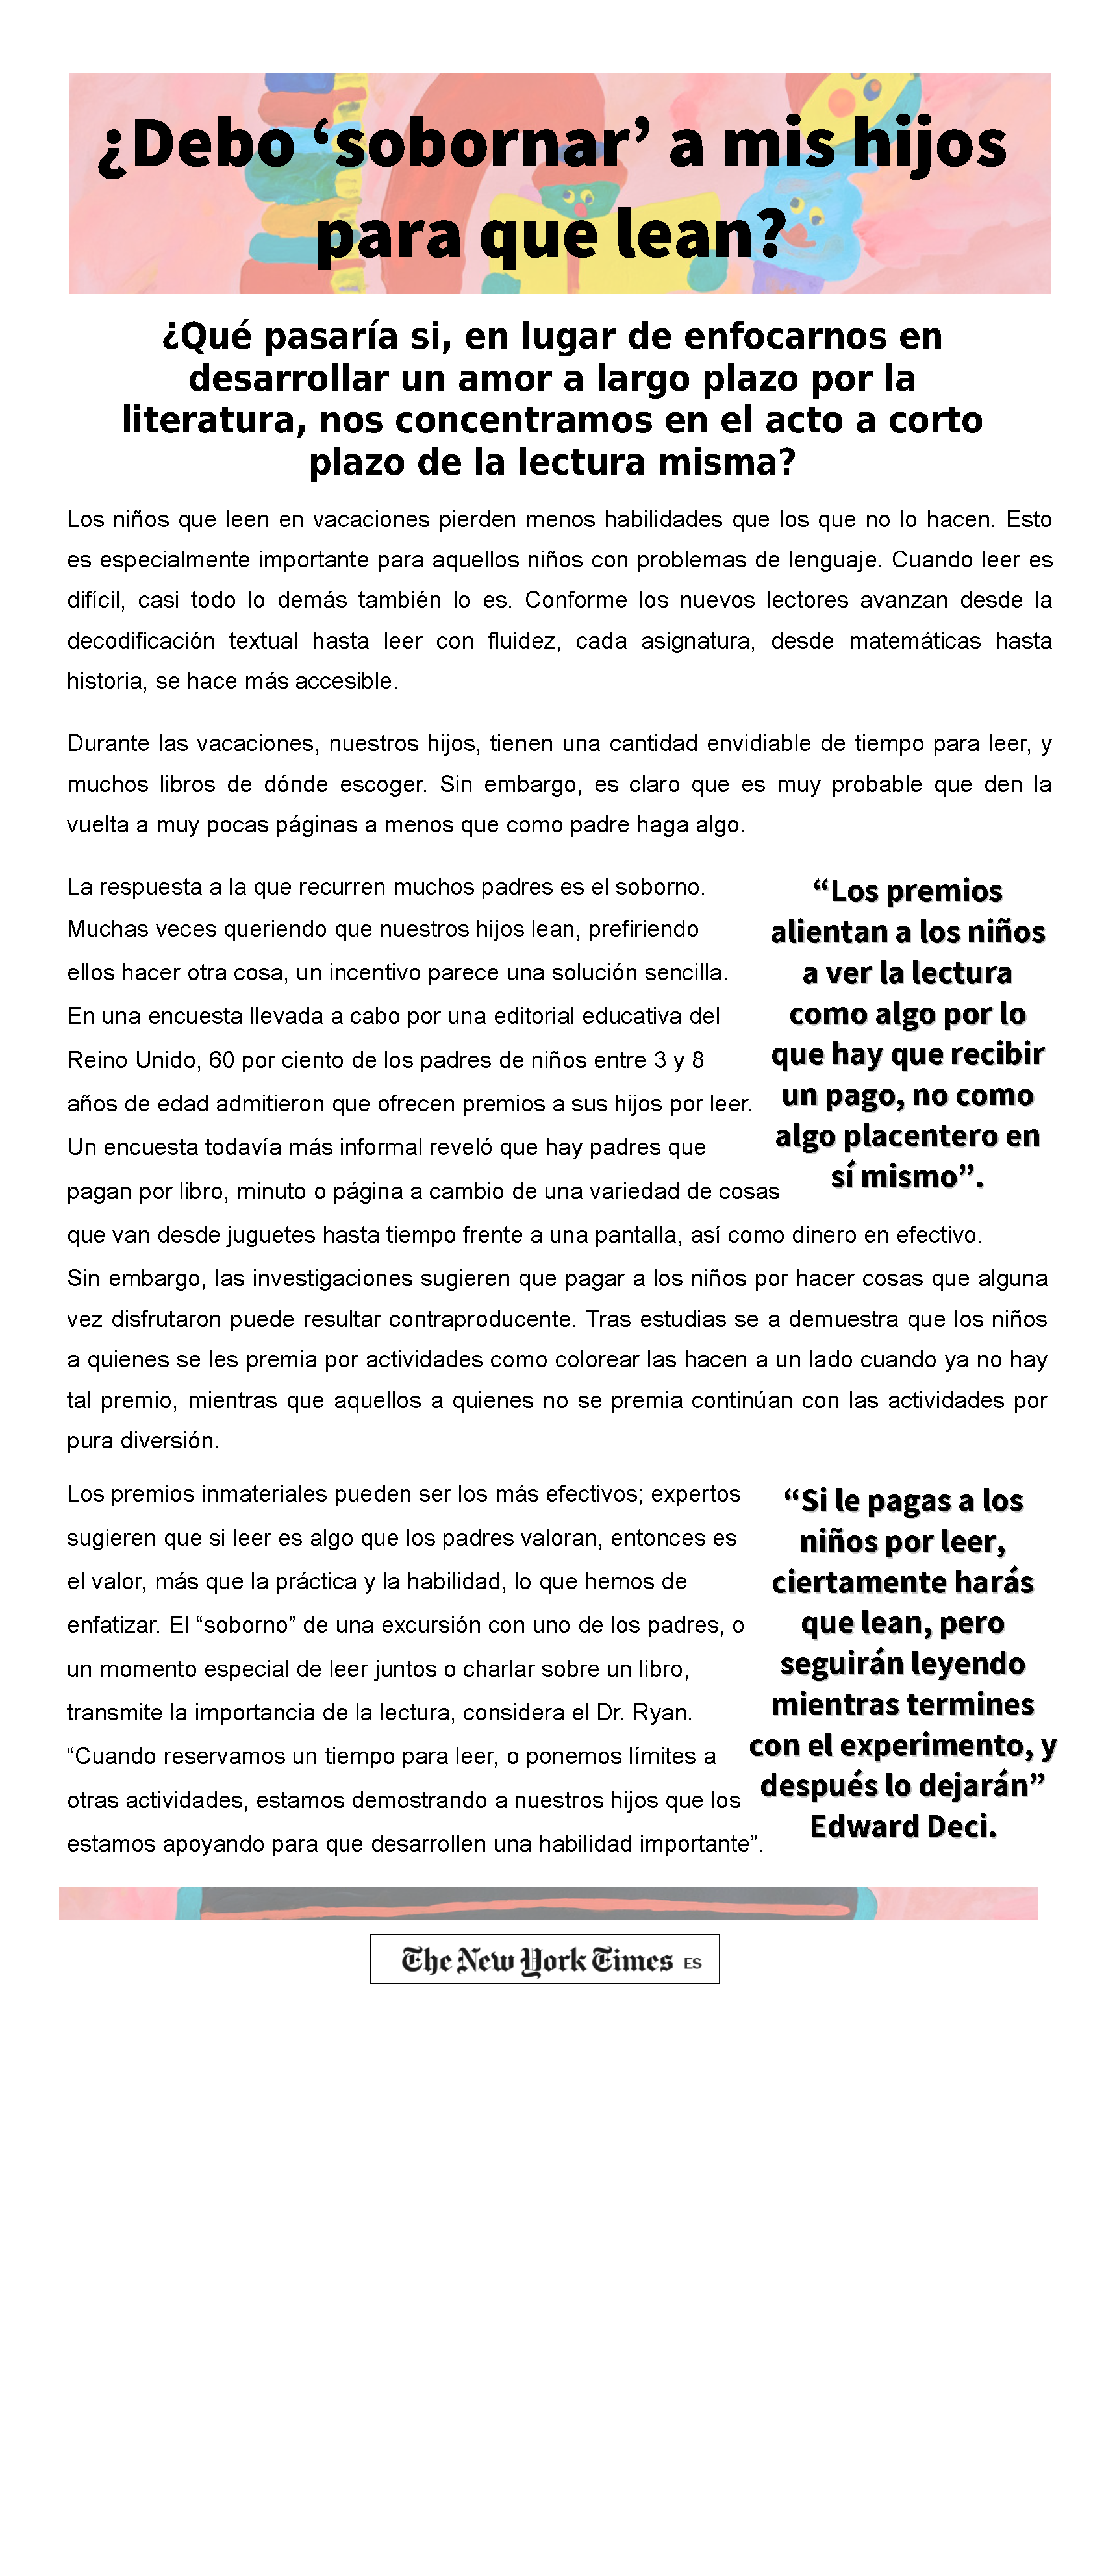 ¿Debo ‘sobornar’ a mis hijos
para que lean?
¿Qué pasaría si, en lugar de enfocarnos en
desarrollar un amor a largo plazo por la
literatura, nos concentramos en el acto a corto
plazo de la lectura misma?
Los niños que leen en vacaciones pierden menos habilidades que los que no lo hacen. Esto
es especialmente importante para aquellos niños con problemas de lenguaje. Cuando leer es
difícil, casi todo lo demás también lo es. Conforme los nuevos lectores avanzan desde la
decodificación textual hasta leer con fluidez, cada asignatura, desde matemáticas hasta
historia, se hace más accesible.
Durante las vacaciones, nuestros hijos, tienen una cantidad envidiable de tiempo para leer, y
muchos libros de dónde escoger. Sin embargo, es claro que es muy probable que den la
vuelta a muy pocas páginas a menos que como padre haga algo.
La respuesta a la que recurren muchos padres es el soborno.
Muchas veces queriendo que nuestros hijos lean, prefiriendo
ellos hacer otra cosa, un incentivo parece una solución sencilla.
En una encuesta llevada a cabo por una editorial educativa del
Reino Unido, 60 por ciento de los padres de niños entre 3 y 8
años de edad admitieron que ofrecen premios a sus hijos por leer.
Un encuesta todavía más informal reveló que hay padres que
pagan por libro, minuto o página a cambio de una variedad de cosas
que van desde juguetes hasta tiempo frente a una pantalla, así como dinero en efectivo.
“Los premios
alientan a los niños
a ver la lectura
como algo por lo
que hay que recibir
un pago, no como
algo placentero en
sí mismo”.
Sin embargo, las investigaciones sugieren que pagar a los niños por hacer cosas que alguna
vez disfrutaron puede resultar contraproducente. Tras estudias se a demuestra que los niños
a quienes se les premia por actividades como colorear las hacen a un lado cuando ya no hay
tal premio, mientras que aquellos a quienes no se premia continúan con las actividades por
pura diversión.
Los premios inmateriales pueden ser los más efectivos; expertos
sugieren que si leer es algo que los padres valoran, entonces es
el valor, más que la práctica y la habilidad, lo que hemos de
enfatizar. El “soborno” de una excursión con uno de los padres, o
un momento especial de leer juntos o charlar sobre un libro,
transmite la importancia de la lectura, considera el Dr. Ryan.
“Cuando reservamos un tiempo para leer, o ponemos límites a
otras actividades, estamos demostrando a nuestros hijos que los
estamos apoyando para que desarrollen una habilidad importante”.
“Si le pagas a los
niños por leer,
ciertamente harás
que lean, pero
seguirán leyendo
mientras termines
con el experimento, y
después lo dejarán”
Edward Deci.
The New York Times ES